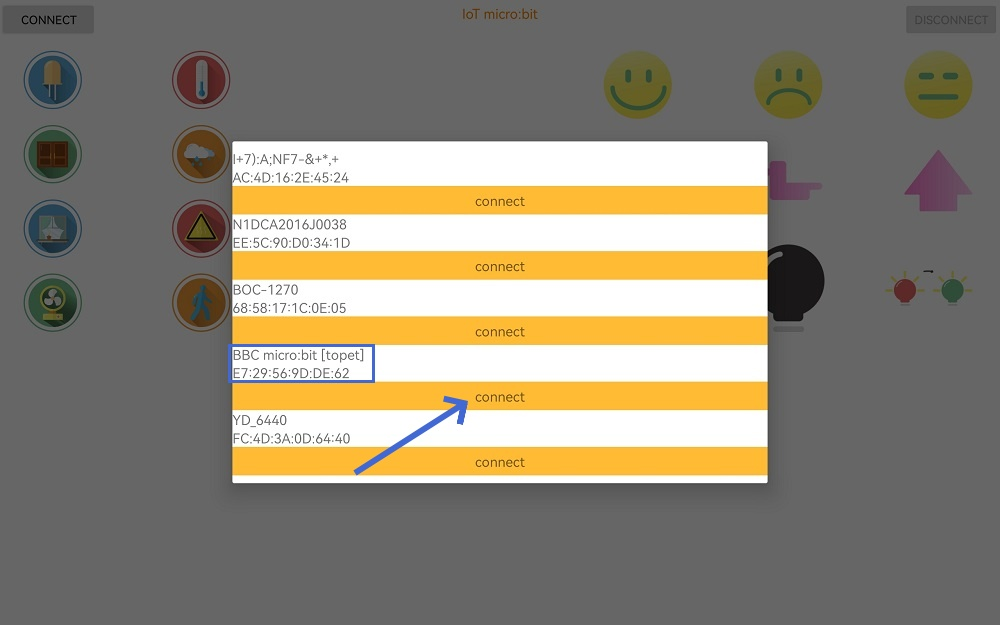 CONNECT
IoT micro:bit
DISCONNECT
I+7):A;NF7-&+*,+
AC:4D:16:2E:45:24
connect
N1DCA2016J0038
EE:5C:90:D0:34:1D
connect
BOC-1270
68:58:17:1C:0E:05
connect
BBC micro:bit [topet]
E7:29:56:9D:DE:62
connect
YD_6440
FC:4D:3A:0D:64:40
connect